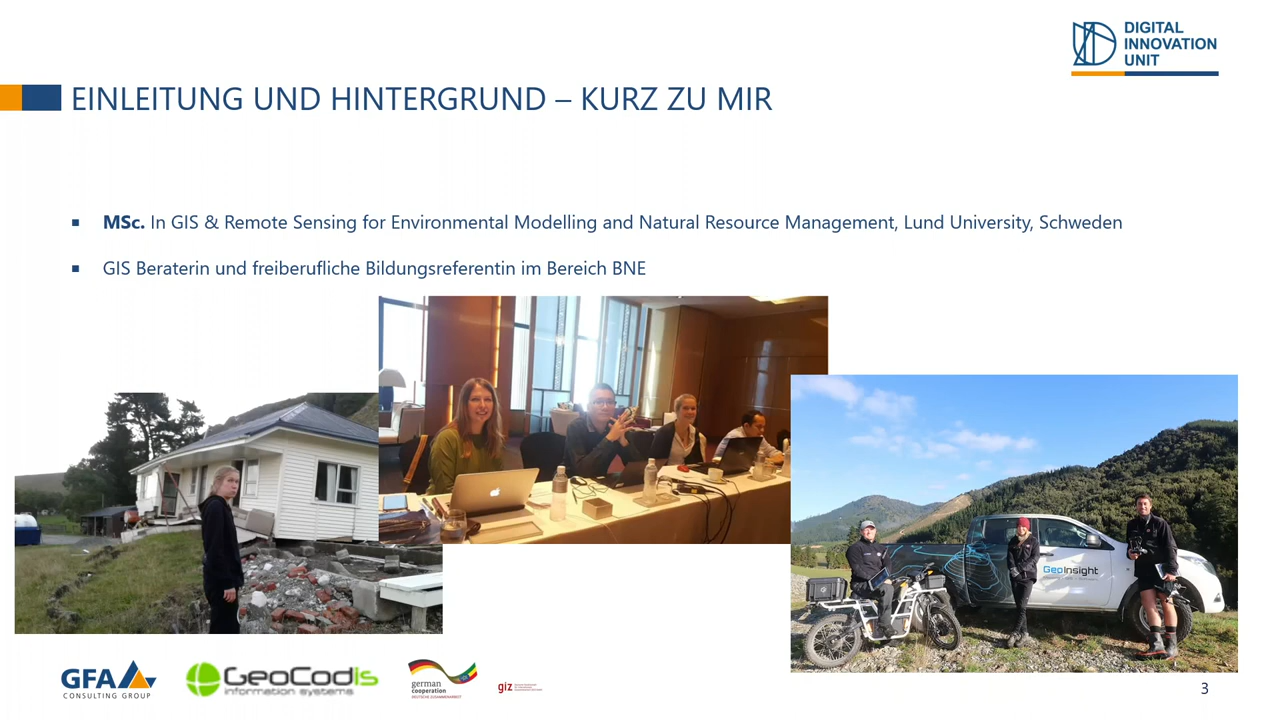 DIGITAL
INNOVATION
UNIT
EINLEITUNG UND HINTERGRUND – KURZ ZU MIR
▪ MSc. In GIS & Remote Sensing for Environmental Modelling and Natural Resource Management, Lund University, Schweden
▪ GIS Beraterin und freiberufliche Bildungsreferentin im Bereich BNE
GeoInsight
GFA
CONSULTING GROUP
GeoCodIs
information systems
german
cooperation
DEUTSCHE ZUSAMMENARBEIT
giz
3